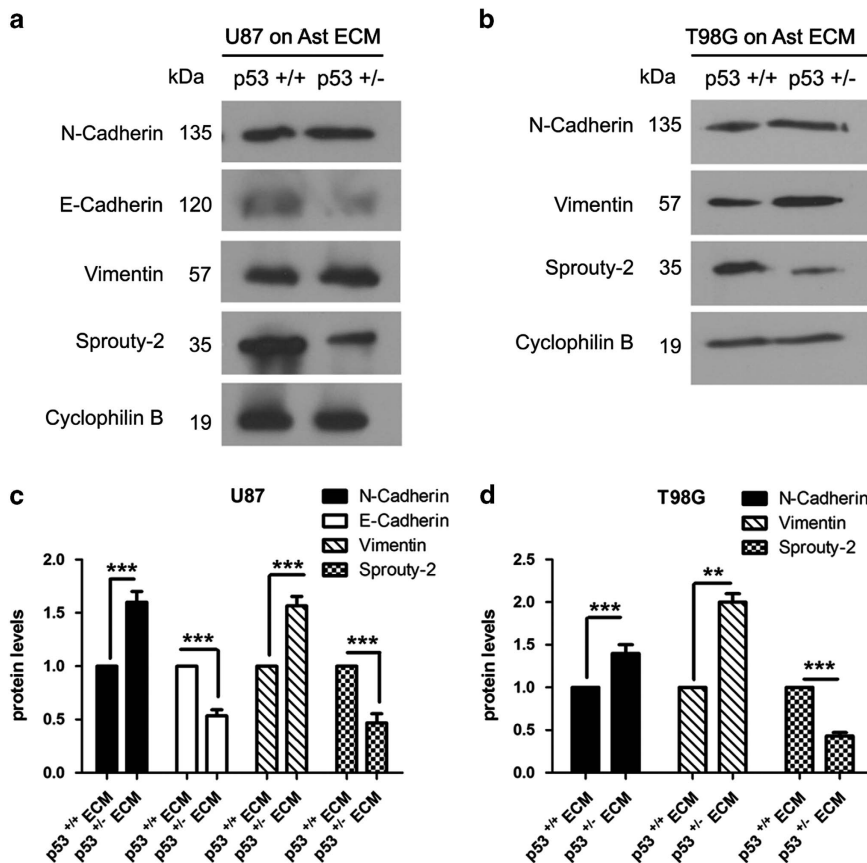 a
U87 on Ast ECM
kDa
p53 +/+ p53 +/-
N-Cadherin 135
E-Cadherin 120
Vimentin 57
Sprouty-2 35
Cyclophilin B 19
b
T98G on Ast ECM
kDa
p53 +/+ p53 +/-
N-Cadherin 135
Vimentin 57
Sprouty-2 35
Cyclophilin B 19
c
U87
N-Cadherin
E-Cadherin
Vimentin
Sprouty-2
protein levels
2.0
1.5
1.0
0.5
0.0
***
***
***
***
p53 +/+ ECM
p53 +/- ECM
p53 +/+ ECM
p53 +/- ECM
p53 +/+ ECM
p53 +/- ECM
p53 +/+ ECM
p53 +/- ECM
d
T98G
N-Cadherin
Vimentin
Sprouty-2
protein levels
2.5
2.0
1.5
1.0
0.5
0.0
***
**
***
p53 +/+ ECM
p53 +/- ECM
p53 +/+ ECM
p53 +/- ECM
p53 +/+ ECM
p53 +/- ECM